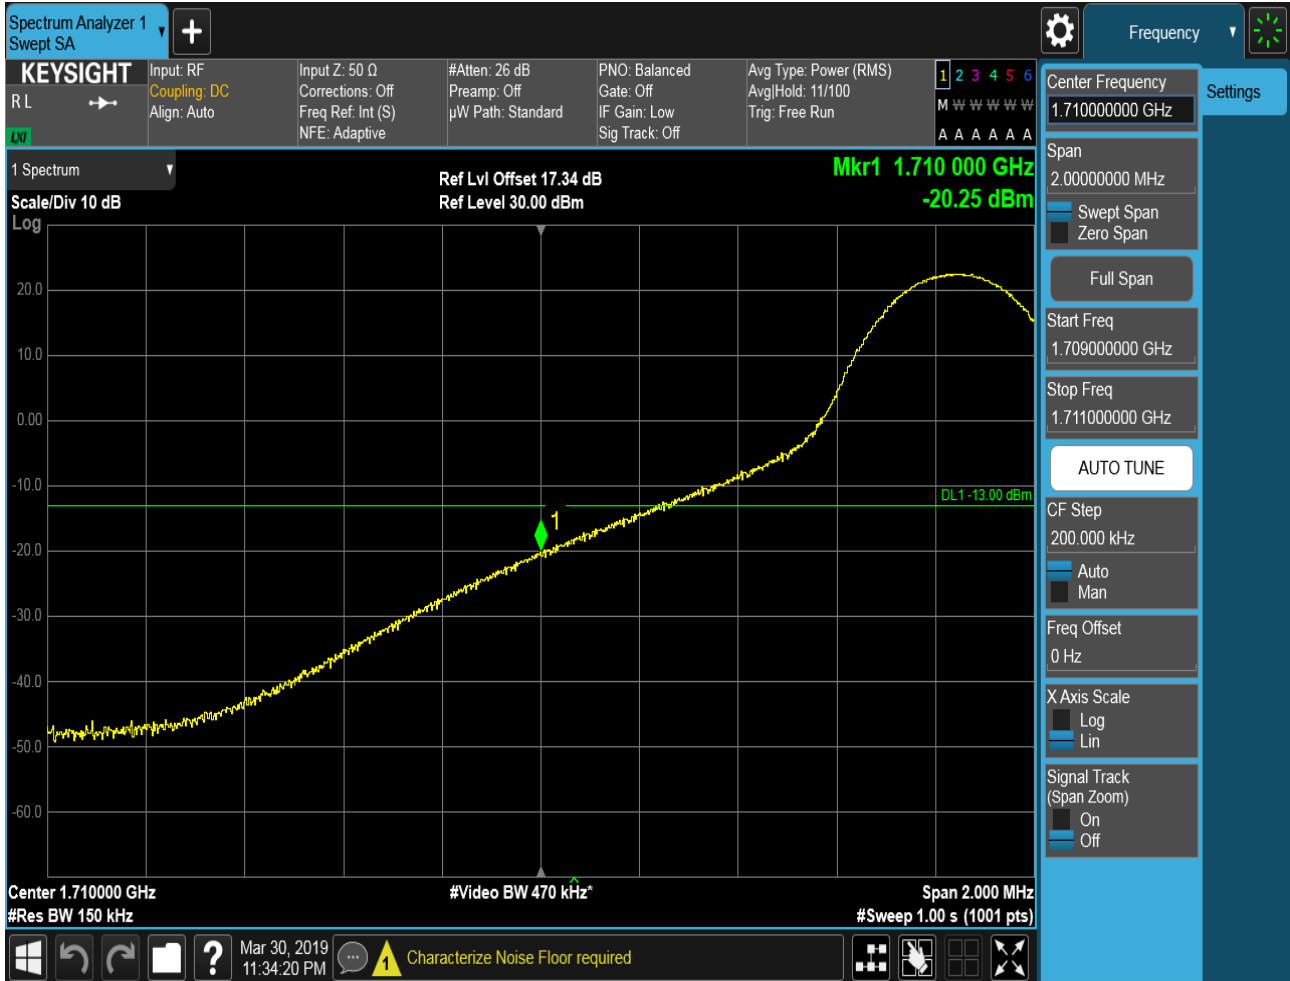 Spectrum Analyzer 1
Swept SA
Frequency
KEYSIGHT
R L
LXI
Input: RF
Coupling: DC
Align: Auto
Input Z: 50 Ω
Corrections: Off
Freq Ref: Int (S)
NFE: Adaptive
#Atten: 26 dB
Preamp: Off
µW Path: Standard
PNO: Balanced
Gate: Off
IF Gain: Low
Sig Track: Off
Avg Type: Power (RMS)
Avg|Hold: 11/100
Trig: Free Run
1 2 3 4 5 6
M W W W W W
A A A A A A
1 Spectrum
Scale/Div 10 dB
Log
Ref Lvl Offset 17.34 dB
Ref Level 30.00 dBm
Mkr1 1.710 000 GHz
-20.25 dBm
20.0
10.0
0.00
-10.0
-20.0
-30.0
-40.0
-50.0
-60.0
DL1 -13.00 dBm
1
Center 1.710000 GHz
#Res BW 150 kHz
#Video BW 470 kHz*
Span 2.000 MHz
#Sweep 1.00 s (1001 pts)
Center Frequency
1.710000000 GHz
Settings
Span
2.00000000 MHz
Swept Span
Zero Span
Full Span
Start Freq
1.709000000 GHz
Stop Freq
1.711000000 GHz
AUTO TUNE
CF Step
200.000 kHz
Auto
Man
Freq Offset
0 Hz
X Axis Scale
Log
Lin
Signal Track
(Span Zoom)
On
Off
?
Mar 30, 2019
11:34:20 PM
1
Characterize Noise Floor required